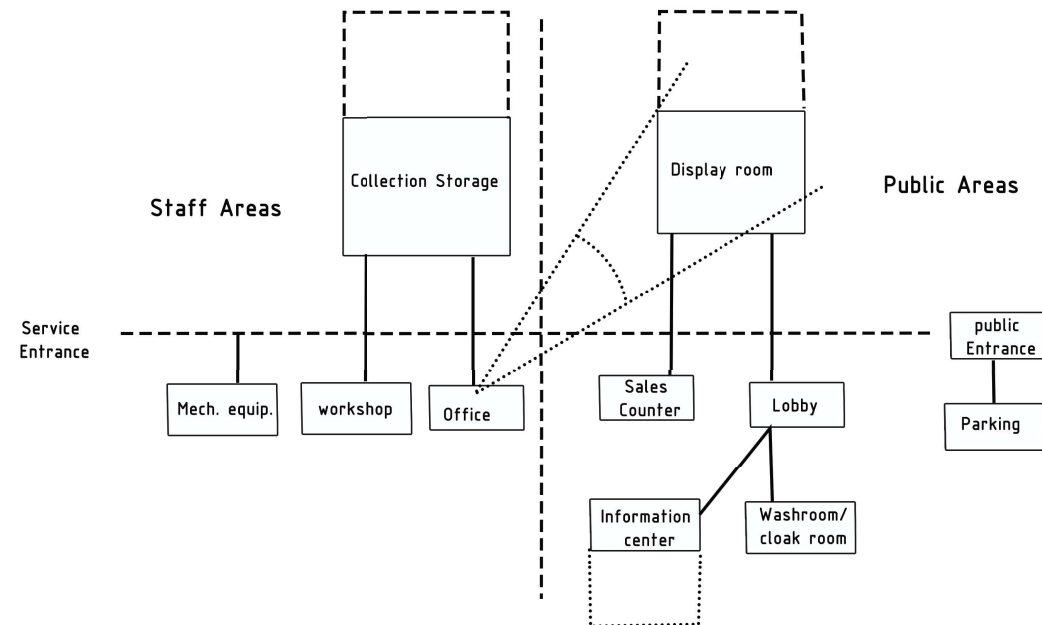 Collection Storage
Display room
Staff Areas
Public Areas
Service
Entrance
public
Entrance
Mech. equip.
workshop
Office
Sales
Counter
Lobby
Parking
Information
center
Washroom/
cloak room